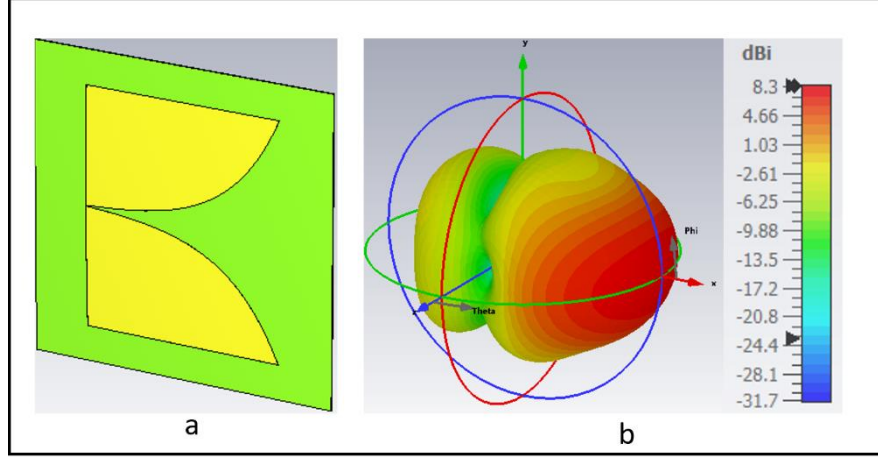 y
dBi
8.3
4.66
1.03
-2.61
-6.25
-9.88
-13.5
-17.2
-20.8
-24.4
-28.1
-31.7
Phi
x
z
Theta
a
b